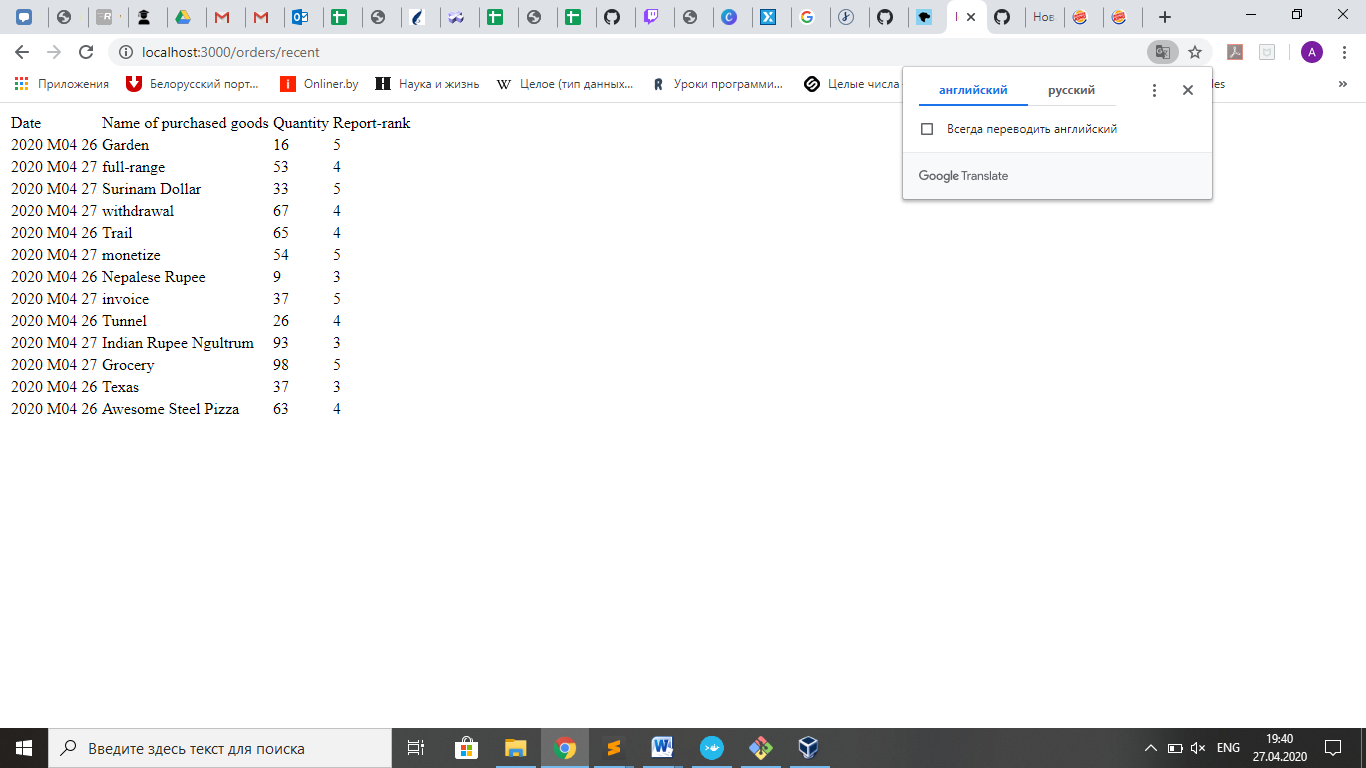 Нов
localhost:3000/orders/recent
Приложения Белорусский порт... Onliner.by Наука и жизнь Целое (тип данных... Уроки программи... Целые числа les »
английский русский
Всегда переводить английский
Google Translate
Date Name of purchased goods Quantity Report-rank
2020 M04 26 Garden 16 5
2020 M04 27 full-range 53 4
2020 M04 27 Surinam Dollar 33 5
2020 M04 27 withdrawal 67 4
2020 M04 26 Trail 65 4
2020 M04 27 monetize 54 5
2020 M04 26 Nepalese Rupee 9 3
2020 M04 27 invoice 37 5
2020 M04 26 Tunnel 26 4
2020 M04 27 Indian Rupee Ngultrum 93 3
2020 M04 27 Grocery 98 5
2020 M04 26 Texas 37 3
2020 M04 26 Awesome Steel Pizza 63 4
Введите здесь текст для поиска
ENG
19:40
27.04.2020